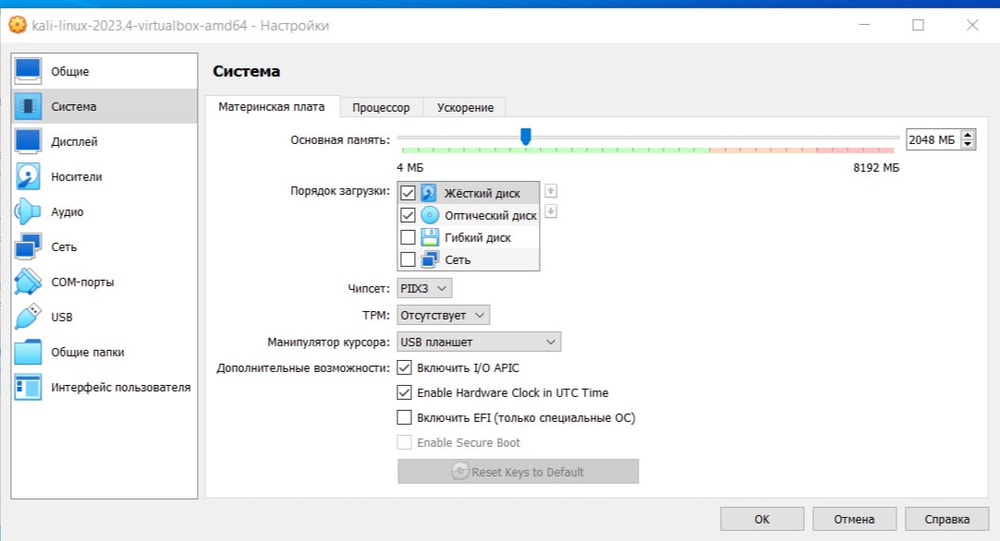 kali-linux-2023.4-virtualbox-amd64 - Настройки
Общие
Система
Дисплей
Носители
Аудио
Сеть
COM-порты
USB
Общие папки
Интерфейс пользователя
Система
Материнская плата Процессор Ускорение
Основная память: 2048 МБ
4 МБ 8192 МБ
Порядок загрузки: Жёсткий диск
Оптический диск
Гибкий диск
Сеть
Чипсет: PIIX3
TPM: Отсутствует
Манипулятор курсора: USB планшет
Дополнительные возможности: Включить I/O APIC
Enable Hardware Clock in UTC Time
Включить EFI (только специальные ОС)
Enable Secure Boot
Reset Keys to Default
OK Отмена Справка